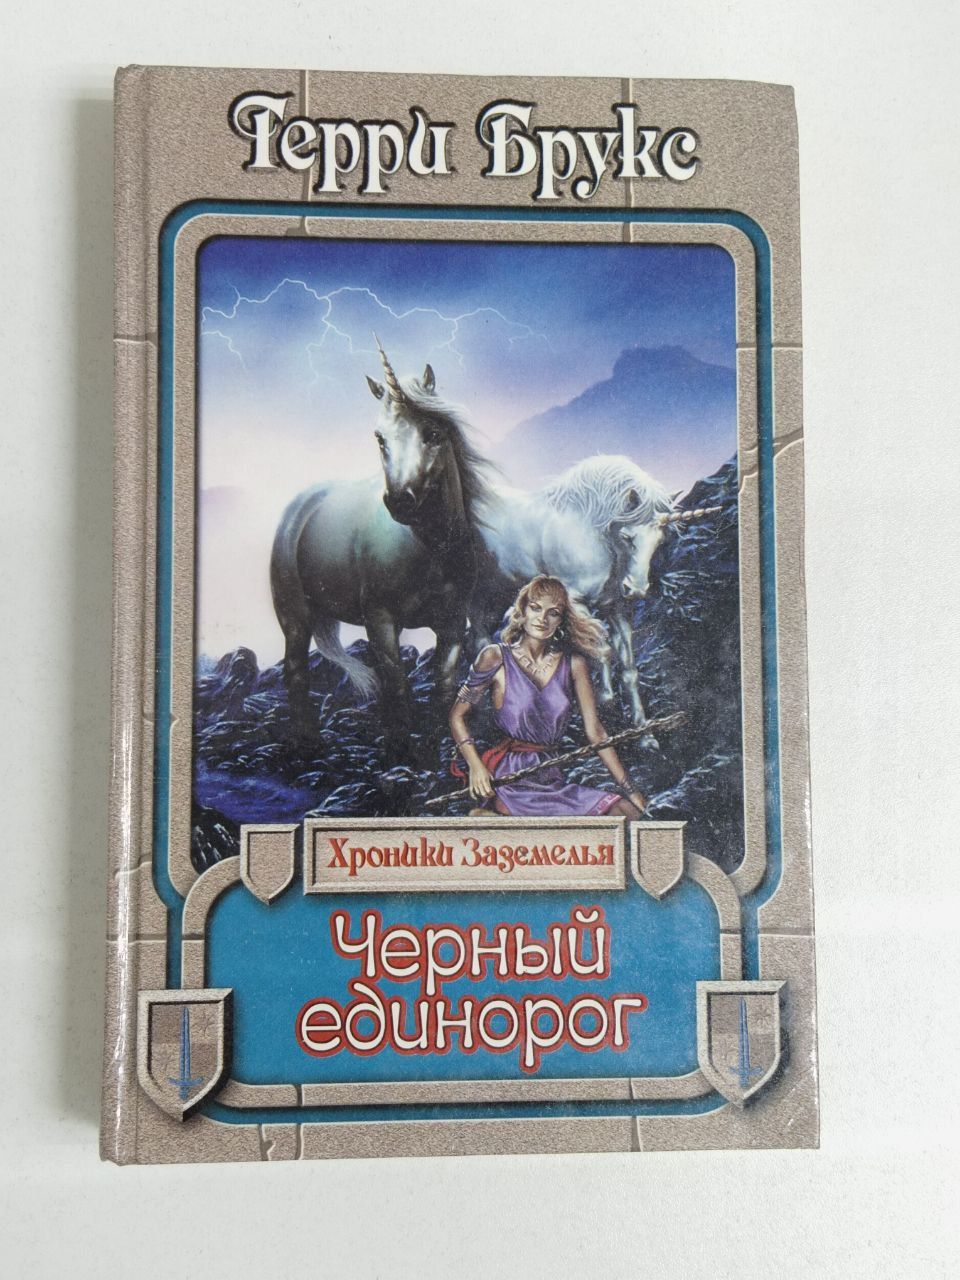 Терри Брукс
Хроники Заземелья
Черный
единорог